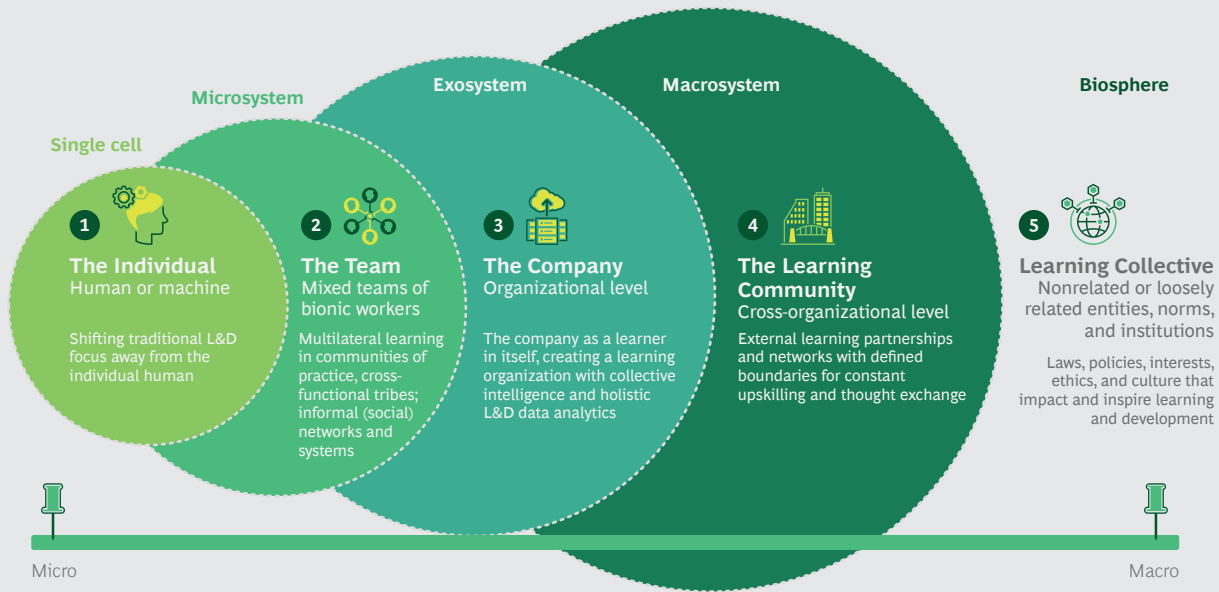 Single cell
1
The Individual
Human or machine
Shifting traditional L&D
focus away from the
individual human
Microsystem
2
The Team
Mixed teams of
bionic workers
Multilateral learning
in communities of
practice, cross-
functional tribes;
informal (social)
networks and
systems
Exosystem
3
The Company
Organizational level
The company as a learner
in itself, creating a learning
organization with collective
intelligence and holistic
L&D data analytics
Macrosystem
4
The Learning
Community
Cross-organizational level
External learning partnerships
and networks with defined
boundaries for constant
upskilling and thought exchange
Biosphere
5
Learning Collective
Nonrelated or loosely
related entities, norms,
and institutions
Laws, policies, interests,
ethics, and culture that
impact and inspire learning
and development
Micro
Macro